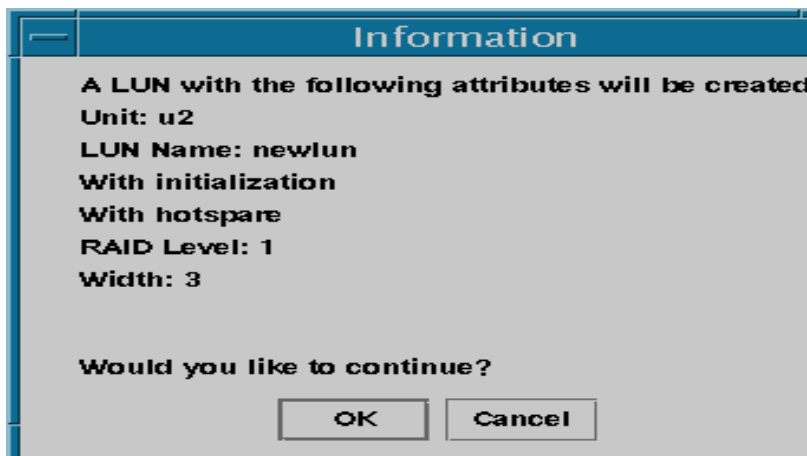 Information
A LUN with the following attributes will be created
Unit: u2
LUN Name: newlun
With initialization
With hotspare
RAID Level: 1
Width: 3
Would you like to continue?
OK
Cancel